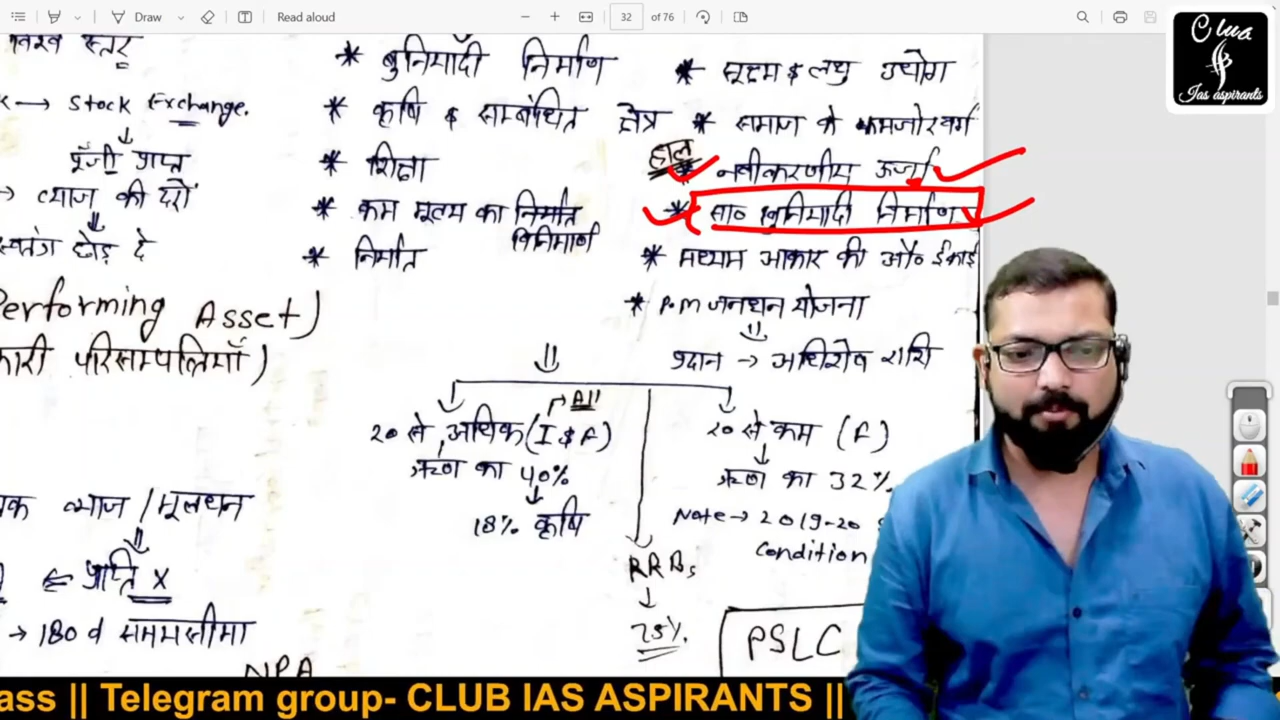 Draw
Read aloud
32 of 76
Club
Ias aspirants
स्तर
* बुनियादी निर्माण
* सूक्ष्म & लघु उद्योग
→ Stock Exchange.
* कृषि & सम्बंधित क्षेत्र
* समाज के कमजोर वर्ग
पूँजी प्राप्त
* शिक्षा
हाल
* नवीकरणीय ऊर्जा
→ व्याज की दरों
* कम मूल्य का निर्माण
विनिर्माण
* सा० बुनियादी निर्माण
छोड़ दे
* निर्यात
* मध्यम आकार की औ० ईकाई
* P.M जनधन योजना
Performing Asset)
कारी परिसम्पत्तियाँ)
प्रदान → अधिशेष राशि
All
20 से अधिक (I & F)
20 से कम (F)
ऋण का 40%
ऋण का 32%
18% कृषि
व्याज / मूलधन
Note → 2019-20
Condition
RRBs
← प्राप्ति X
75%
→ 180 d समयसीमा
PSLC
NPA
ass || Telegram group- CLUB IAS ASPIRANTS ||